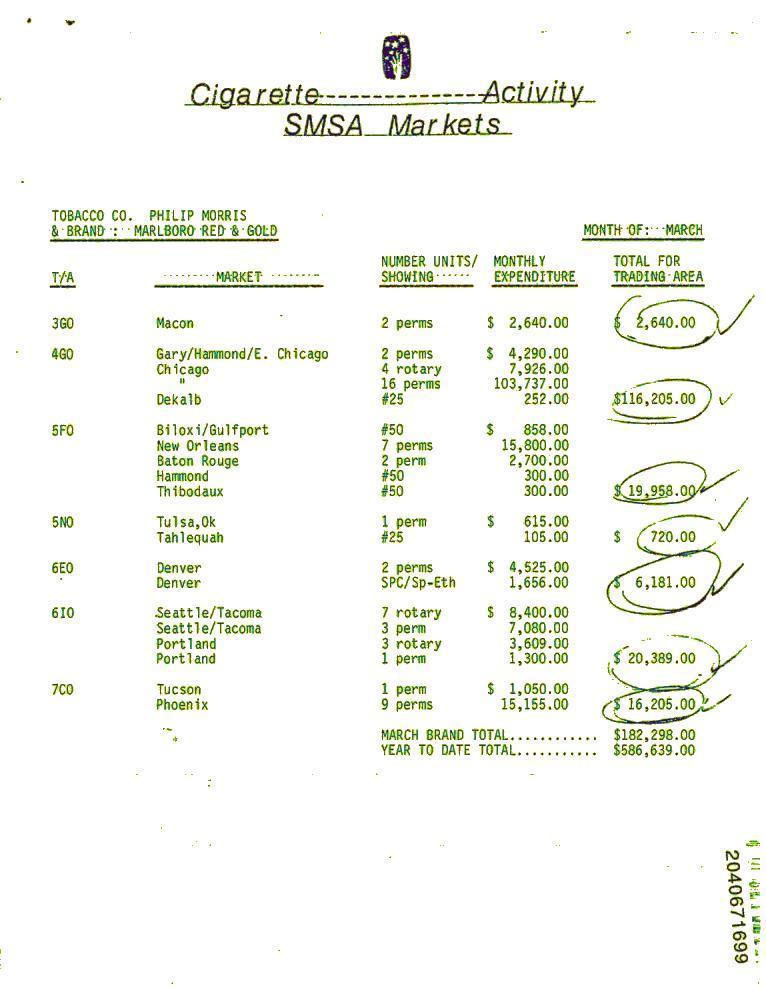 Cigarette---------------Activity
SMSA Markets
TOBACCO CO. PHILIP MORRIS
& BRAND : MARLBORO RED & GOLD MONTH OF: MARCH
NUMBER UNITS/ MONTHLY TOTAL FOR
T/A MARKET SHOWING EXPENDITURE TRADING AREA
3GO Macon 2 perms $ 2,640.00 $ 2,640.00
4GO Gary/Hammond/E. Chicago 2 perms $ 4,290.00
Chicago 4 rotary 7,926.00
" 16 perms 103,737.00
Dekalb #25 252.00 $116,205.00
5FO Biloxi/Gulfport #50 $ 858.00
New Orleans 7 perms 15,800.00
Baton Rouge 2 perm 2,700.00
Hammond #50 300.00
Thibodaux #50 300.00 $ 19,958.00
5NO Tulsa,Ok 1 perm $ 615.00
Tahlequah #25 105.00 $ 720.00
6EO Denver 2 perms $ 4,525.00
Denver SPC/Sp-Eth 1,656.00 $ 6,181.00
6IO Seattle/Tacoma 7 rotary $ 8,400.00
Seattle/Tacoma 3 perm 7,080.00
Portland 3 rotary 3,609.00
Portland 1 perm 1,300.00 $ 20,389.00
7CO Tucson 1 perm $ 1,050.00
Phoenix 9 perms 15,155.00 $ 16,205.00
MARCH BRAND TOTAL............ $182,298.00
YEAR TO DATE TOTAL........... $586,639.00
2040671699